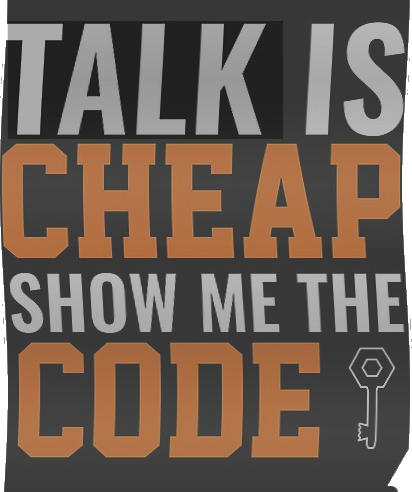 TALK IS
CHEAP
SHOW ME THE
CODE